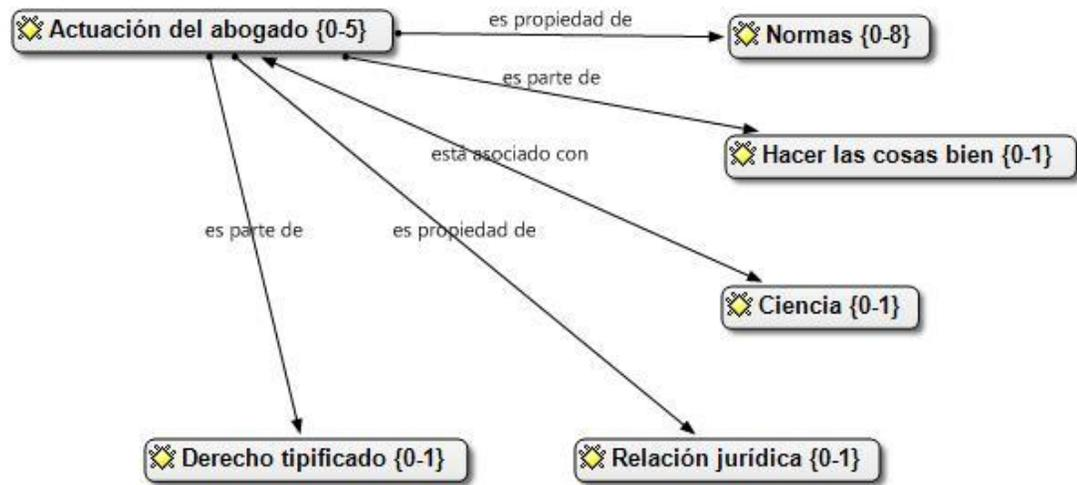 Actuación del abogado {0-5}
es propiedad de
Normas {0-8}
es parte de
Hacer las cosas bien {0-1}
está asociado con
es parte de
es propiedad de
Ciencia {0-1}
Derecho tipificado {0-1}
Relación jurídica {0-1}